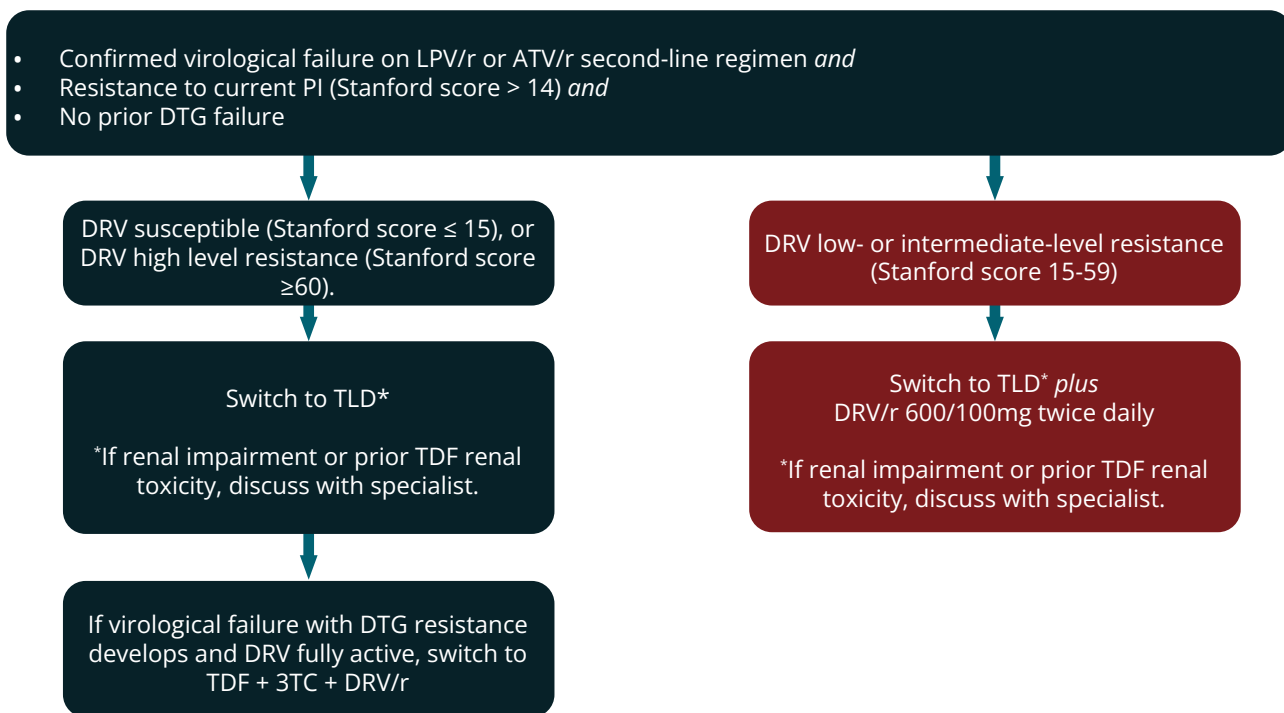 • Confirmed virological failure on LPV/r or ATV/r second-line regimen and
• Resistance to current PI (Stanford score > 14) and
• No prior DTG failure
DRV susceptible (Stanford score ≤ 15), or
DRV high level resistance (Stanford score
≥60).
DRV low- or intermediate-level resistance
(Stanford score 15-59)
Switch to TLD*
*If renal impairment or prior TDF renal
toxicity, discuss with specialist.
Switch to TLD* plus
DRV/r 600/100mg twice daily
*If renal impairment or prior TDF renal
toxicity, discuss with specialist.
If virological failure with DTG resistance
develops and DRV fully active, switch to
TDF + 3TC + DRV/r